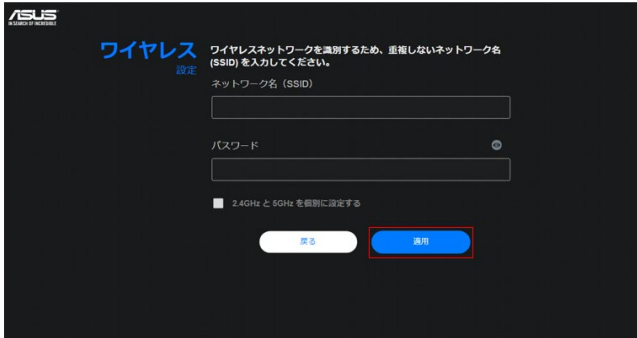 ASUS
IN SEARCH OF INCREDIBLE
ワイヤレス
設定
ワイヤレスネットワークを識別するため、重複しないネットワーク名
(SSID) を入力してください。
ネットワーク名（SSID）
パスワード
2.4GHz と 5GHz を個別に設定する
戻る
適用